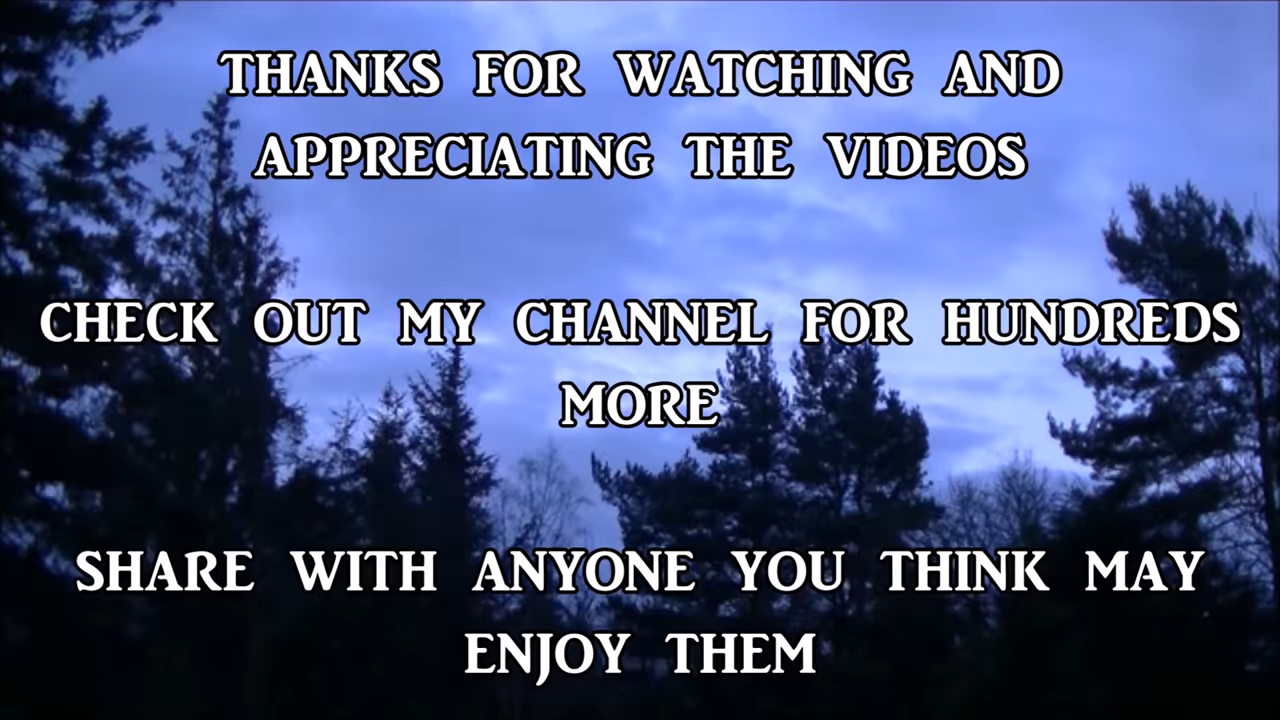 THANKS FOR WATCHING AND
APPRECIATING THE VIDEOS
CHECK OUT MY CHANNEL FOR HUNDREDS
MORE
SHARE WITH ANYONE YOU THINK MAY
ENJOY THEM